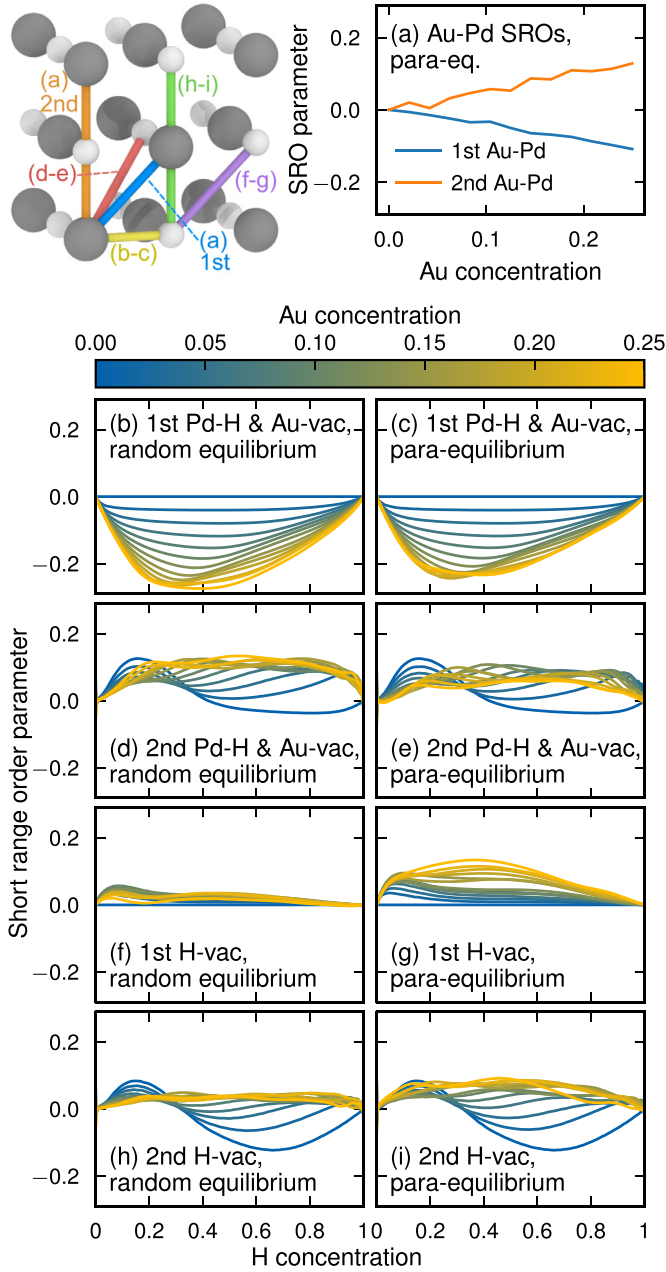 (a)
2nd
(h-i)
(d-e)
(f-g)
(b-c)
(a)
1st
(a) Au-Pd SROs,
para-eq.
SRO parameter
0.2
0.0
−0.2
1st Au-Pd
2nd Au-Pd
0.0 0.1 0.2
Au concentration
Au concentration
0.00 0.05 0.10 0.15 0.20 0.25
Short range order parameter
0.2
0.0
−0.2
(b) 1st Pd-H & Au-vac,
random equilibrium
(c) 1st Pd-H & Au-vac,
para-equilibrium
0.2
0.0
−0.2
(d) 2nd Pd-H & Au-vac,
random equilibrium
(e) 2nd Pd-H & Au-vac,
para-equilibrium
0.2
0.0
−0.2
(f) 1st H-vac,
random equilibrium
(g) 1st H-vac,
para-equilibrium
0.2
0.0
−0.2
(h) 2nd H-vac,
random equilibrium
(i) 2nd H-vac,
para-equilibrium
0 0.2 0.4 0.6 0.8 1 0 0.2 0.4 0.6 0.8 1
H concentration